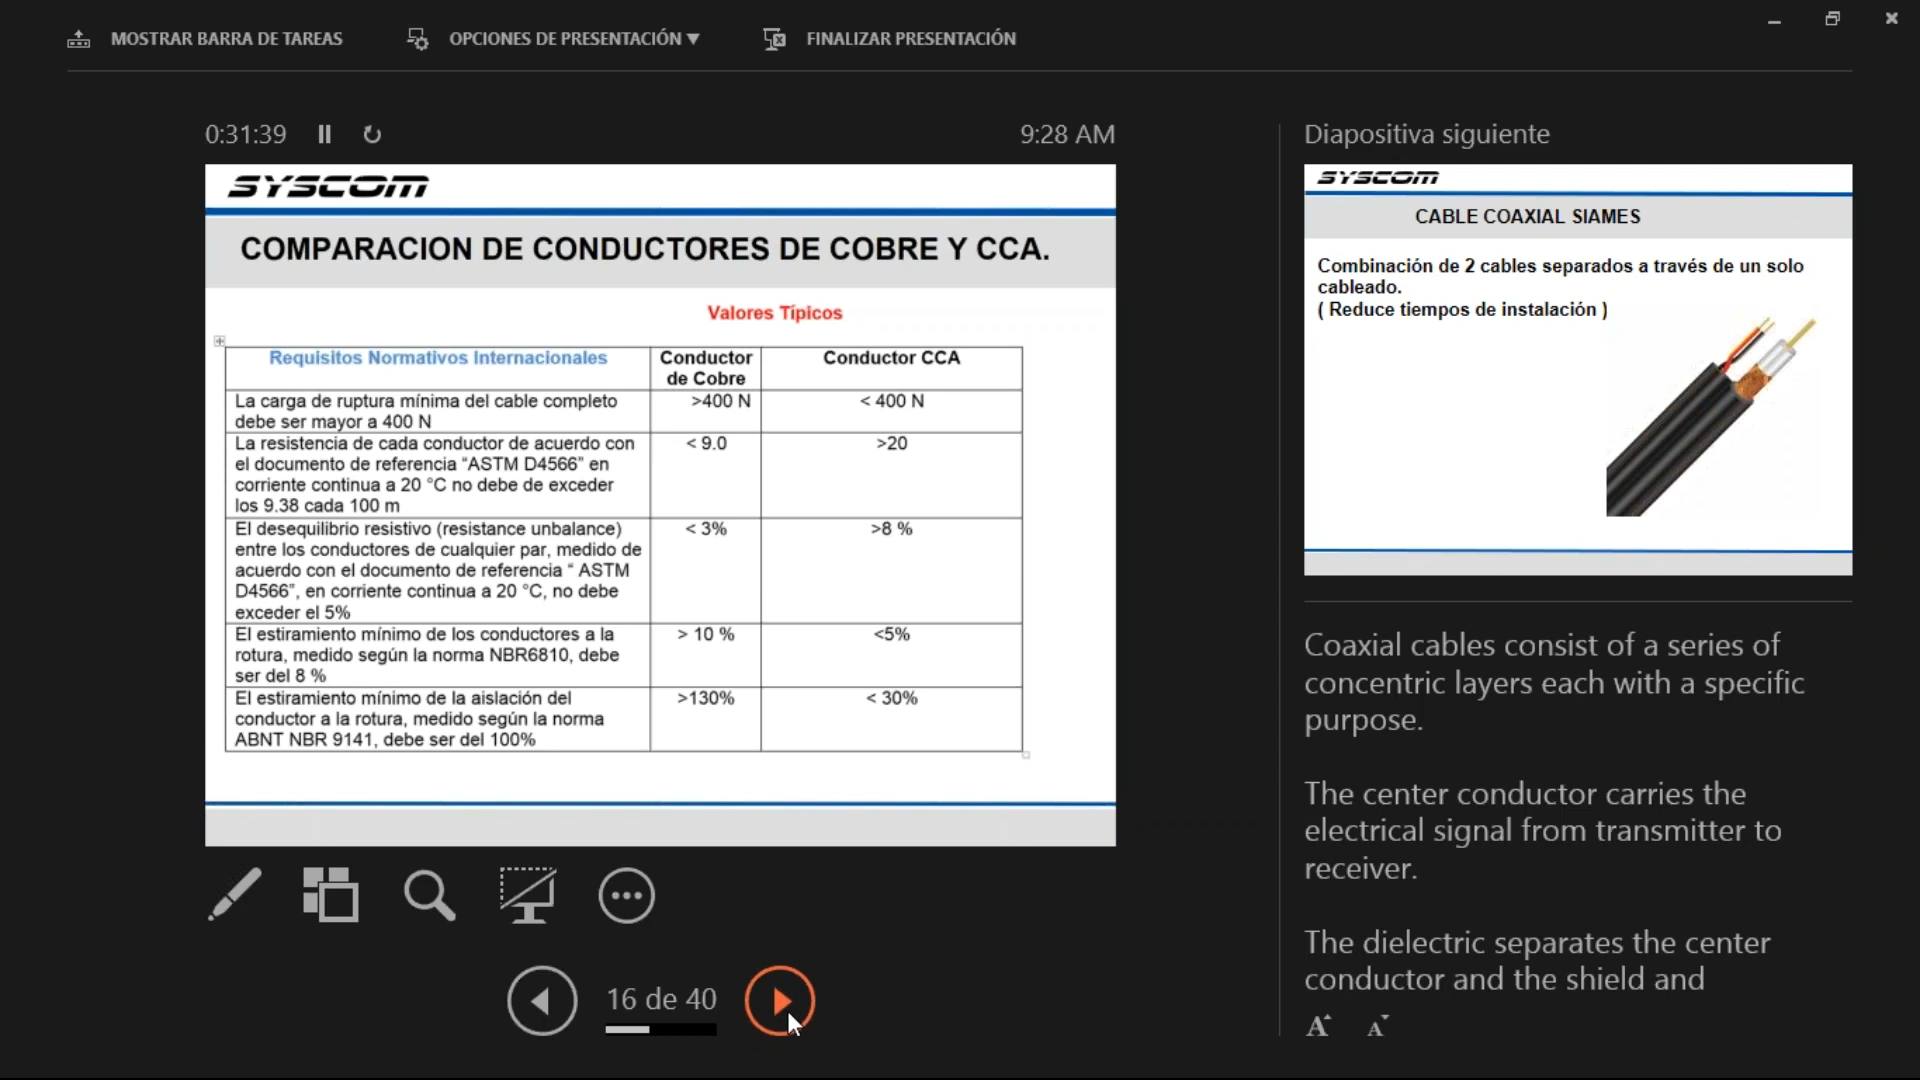 MOSTRAR BARRA DE TAREAS
OPCIONES DE PRESENTACIÓN ▼
FINALIZAR PRESENTACIÓN
0:31:39
9:28 AM
SYSCOM
COMPARACION DE CONDUCTORES DE COBRE Y CCA.
Valores Típicos
Requisitos Normativos Internacionales
Conductor
de Cobre
Conductor CCA
La carga de ruptura mínima del cable completo
debe ser mayor a 400 N
>400 N
< 400 N
La resistencia de cada conductor de acuerdo con
el documento de referencia “ASTM D4566” en
corriente continua a 20 °C no debe de exceder
los 9.38 cada 100 m
< 9.0
>20
El desequilibrio resistivo (resistance unbalance)
entre los conductores de cualquier par, medido de
acuerdo con el documento de referencia “ ASTM
D4566”, en corriente continua a 20 °C, no debe
exceder el 5%
< 3%
>8 %
El estiramiento mínimo de los conductores a la
rotura, medido según la norma NBR6810, debe
ser del 8 %
> 10 %
<5%
El estiramiento mínimo de la aislación del
conductor a la rotura, medido según la norma
ABNT NBR 9141, debe ser del 100%
>130%
< 30%
16 de 40
Diapositiva siguiente
SYSCOM
CABLE COAXIAL SIAMES
Combinación de 2 cables separados a través de un solo
cableado.
( Reduce tiempos de instalación )
Coaxial cables consist of a series of
concentric layers each with a specific
purpose.
The center conductor carries the
electrical signal from transmitter to
receiver.
The dielectric separates the center
conductor and the shield and
A A